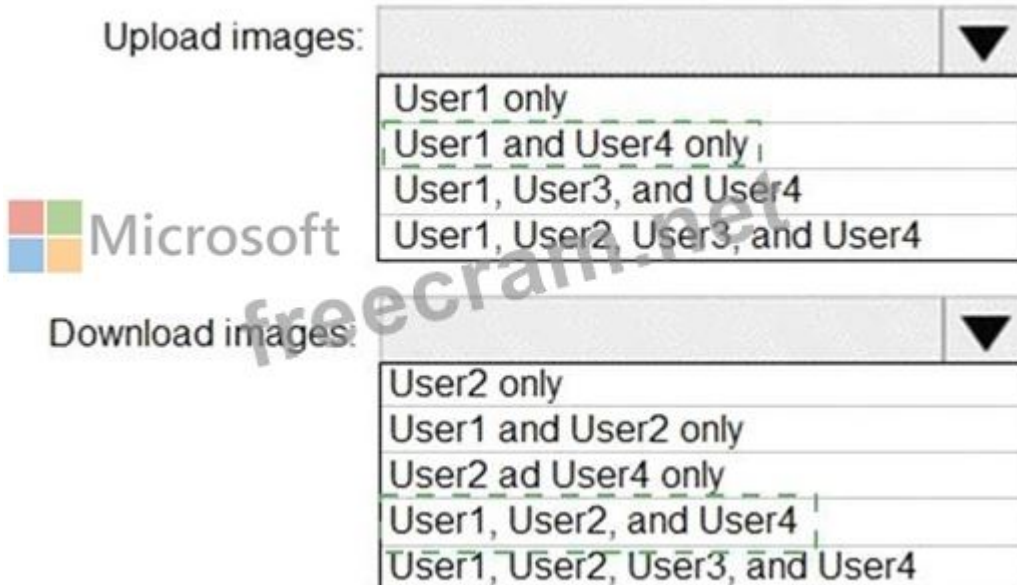 Upload images:
User1 only
User1 and User4 only
User1, User3, and User4
User1, User2, User3, and User4
Microsoft
freecram.net
Download images:
User2 only
User1 and User2 only
User2 ad User4 only
User1, User2, and User4
User1, User2, User3, and User4